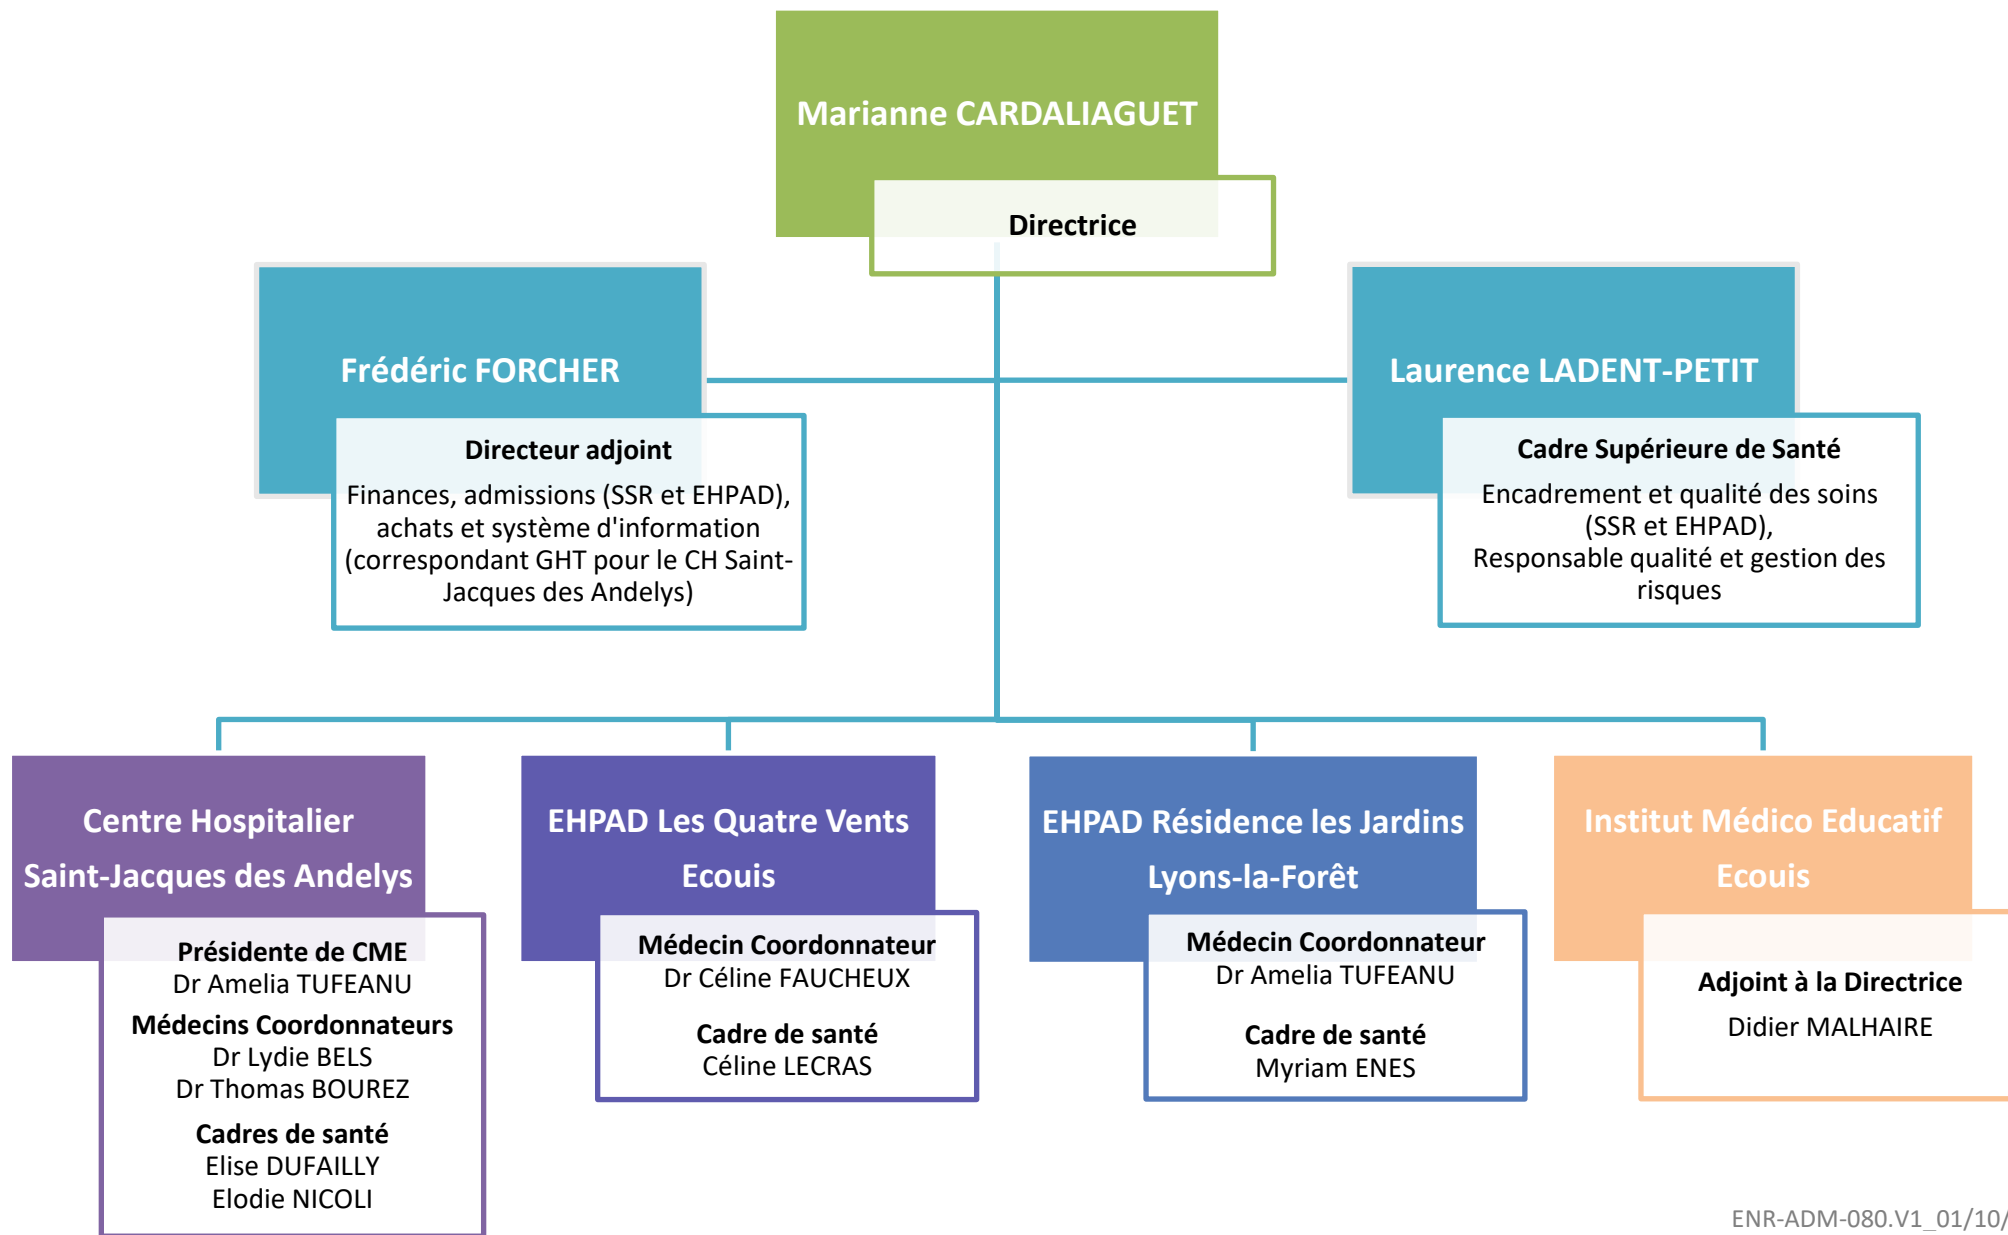 Marianne CARDALIAGUET
Directrice
Frédéric FORCHER
Directeur adjoint
Finances, admissions (SSR et EHPAD),
achats et système d'information
(correspondant GHT pour le CH Saint-
Jacques des Andelys)
Laurence LADENT-PETIT
Cadre Supérieure de Santé
Encadrement et qualité des soins
(SSR et EHPAD),
Responsable qualité et gestion des
risques
Centre Hospitalier
Saint-Jacques des Andelys
Présidente de CME
Dr Amelia TUFEANU
Médecins Coordonnateurs
Dr Lydie BELS
Dr Thomas BOUREZ
Cadres de santé
Elise DUFAILLY
Elodie NICOLI
EHPAD Les Quatre Vents
Ecouis
Médecin Coordonnateur
Dr Céline FAUCHEUX
Cadre de santé
Céline LECRAS
EHPAD Résidence les Jardins
Lyons-la-Forêt
Médecin Coordonnateur
Dr Amelia TUFEANU
Cadre de santé
Myriam ENES
Institut Médico Educatif
Ecouis
Adjoint à la Directrice
Didier MALHAIRE
ENR-ADM-080.V1_01/10/